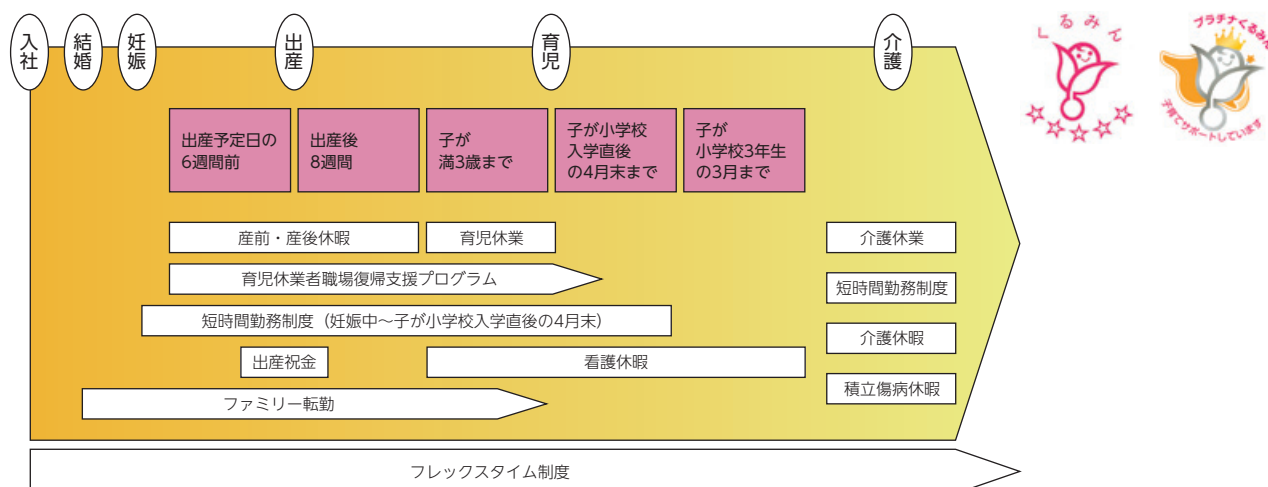 入社
結婚
妊娠
出産
育児
介護
くるみん
プラチナくるみん
子育てサポートしています
出産予定日の
6週間前
出産後
8週間
子が
満3歳まで
子が小学校
入学直後
の4月末まで
子が
小学校3年生
の3月まで
産前・産後休暇
育児休業
介護休業
育児休業者職場復帰支援プログラム
短時間勤務制度
短時間勤務制度（妊娠中～子が小学校入学直後の4月末）
介護休暇
出産祝金
看護休暇
積立傷病休暇
ファミリー転勤
フレックスタイム制度